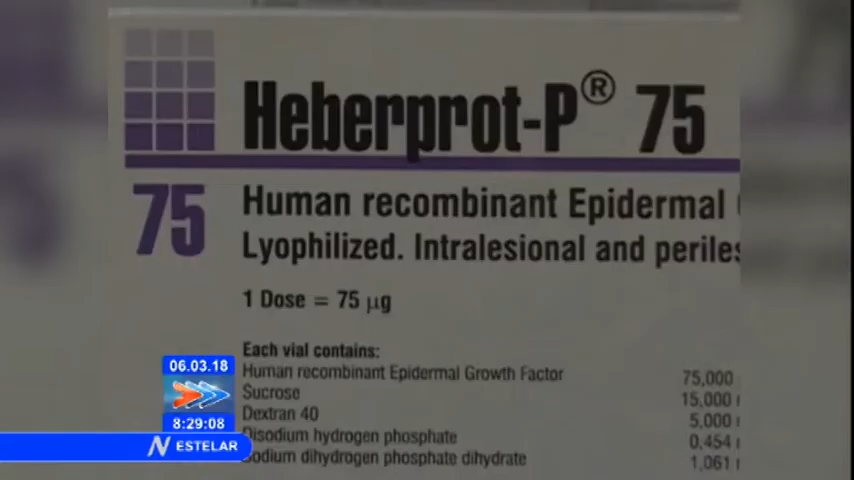 Heberprot-P® 75
75
Human recombinant Epidermal
Lyophilized. Intralesional and periles
1 Dose = 75 µg
Each vial contains:
Human recombinant Epidermal Growth Factor 75,000
Sucrose 15,000
Dextran 40 5,000
Disodium hydrogen phosphate 0,454
Sodium dihydrogen phosphate dihydrate 1,061
06.03.18
8:29:08
N ESTELAR